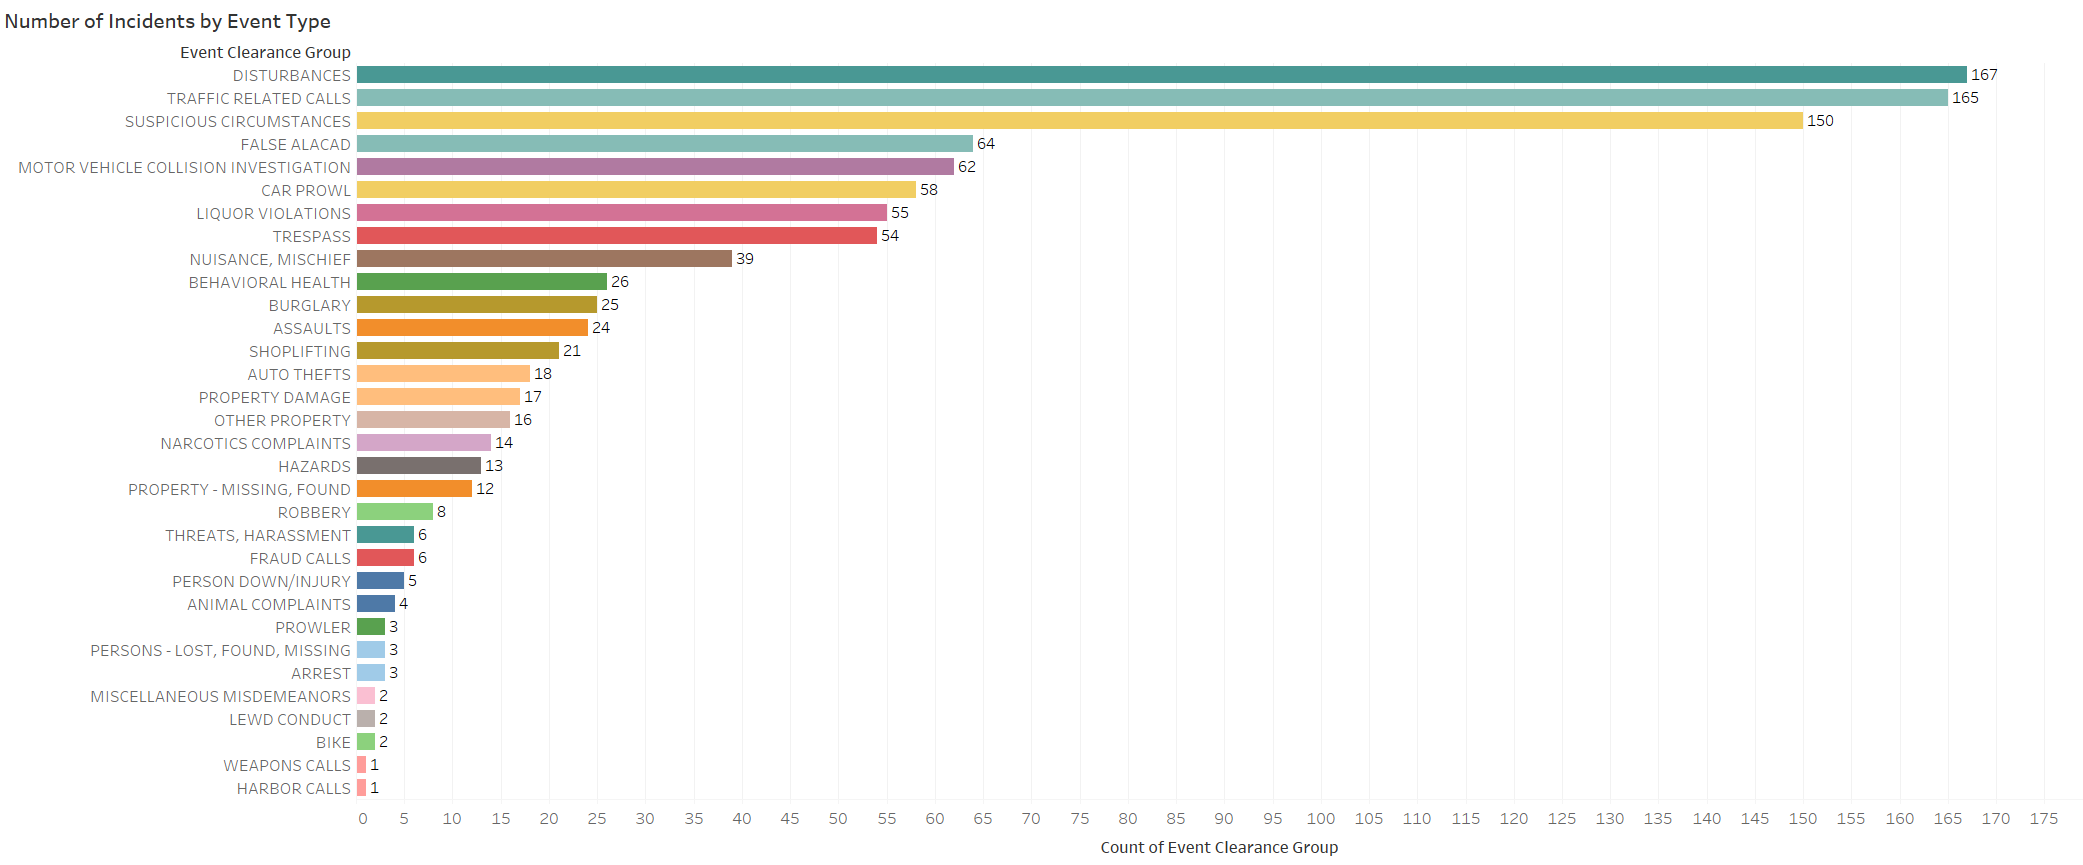 Number of Incidents by Event Type
Event Clearance Group
DISTURBANCES 167
TRAFFIC RELATED CALLS 165
SUSPICIOUS CIRCUMSTANCES 150
FALSE ALACAD 64
MOTOR VEHICLE COLLISION INVESTIGATION 62
CAR PROWL 58
LIQUOR VIOLATIONS 55
TRESPASS 54
NUISANCE, MISCHIEF 39
BEHAVIORAL HEALTH 26
BURGLARY 25
ASSAULTS 24
SHOPLIFTING 21
AUTO THEFTS 18
PROPERTY DAMAGE 17
OTHER PROPERTY 16
NARCOTICS COMPLAINTS 14
HAZARDS 13
PROPERTY - MISSING, FOUND 12
ROBBERY 8
THREATS, HARASSMENT 6
FRAUD CALLS 6
PERSON DOWN/INJURY 5
ANIMAL COMPLAINTS 4
PROWLER 3
PERSONS - LOST, FOUND, MISSING 3
ARREST 3
MISCELLANEOUS MISDEMEANORS 2
LEWD CONDUCT 2
BIKE 2
WEAPONS CALLS 1
HARBOR CALLS 1
0 5 10 15 20 25 30 35 40 45 50 55 60 65 70 75 80 85 90 95 100 105 110 115 120 125 130 135 140 145 150 155 160 165 170 175
Count of Event Clearance Group